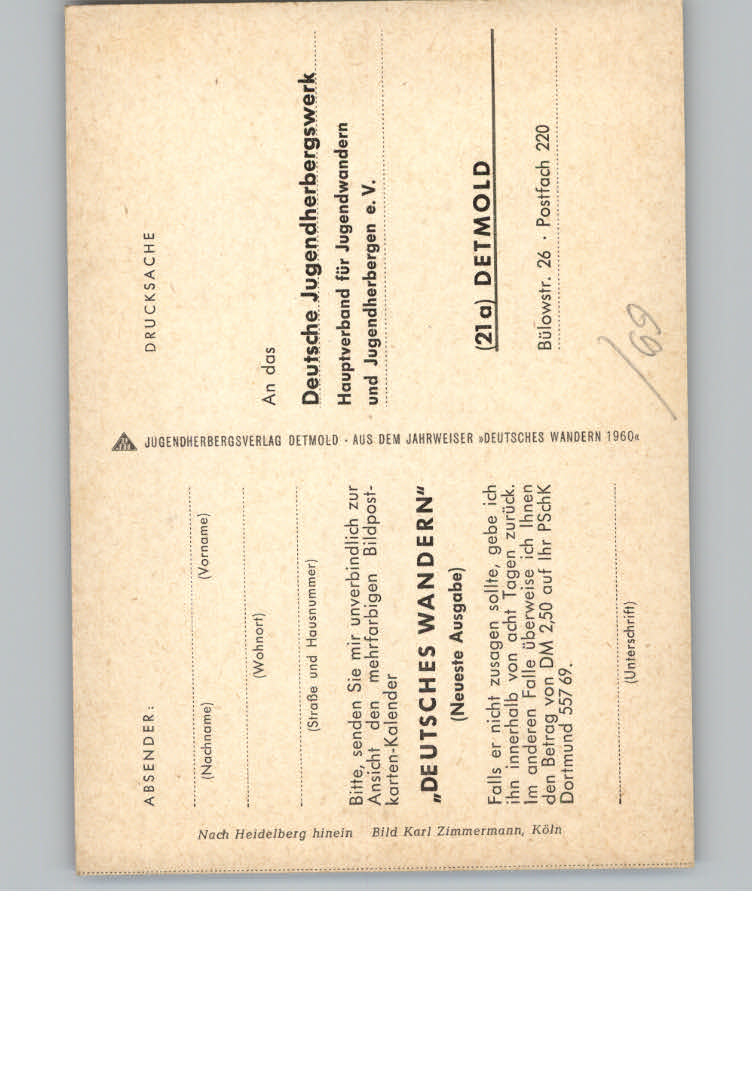 ABSENDER:
(Nachname) (Vorname)
(Wohnort)
(Straße und Hausnummer)
Bitte, senden Sie mir unverbindlich zur
Ansicht den mehrfarbigen Bildpost-
karten-Kalender
„DEUTSCHES WANDERN"
(Neueste Ausgabe)
Falls er nicht zusagen sollte, gebe ich
ihn innerhalb von acht Tagen zurück.
Im anderen Falle überweise ich Ihnen
den Betrag von DM 2,50 auf Ihr PSchK
Dortmund 557 69.
(Unterschrift)
Nach Heidelberg hinein Bild Karl Zimmermann, Köln
JUGENDHERBERGSVERLAG DETMOLD · AUS DEM JAHRWEISER »DEUTSCHES WANDERN 1960«
DRUCKSACHE
An das
Deutsche Jugendherbergswerk
Hauptverband für Jugendwandern
und Jugendherbergen e. V.
(21 a) DETMOLD
Bülowstr. 26 · Postfach 220
/69